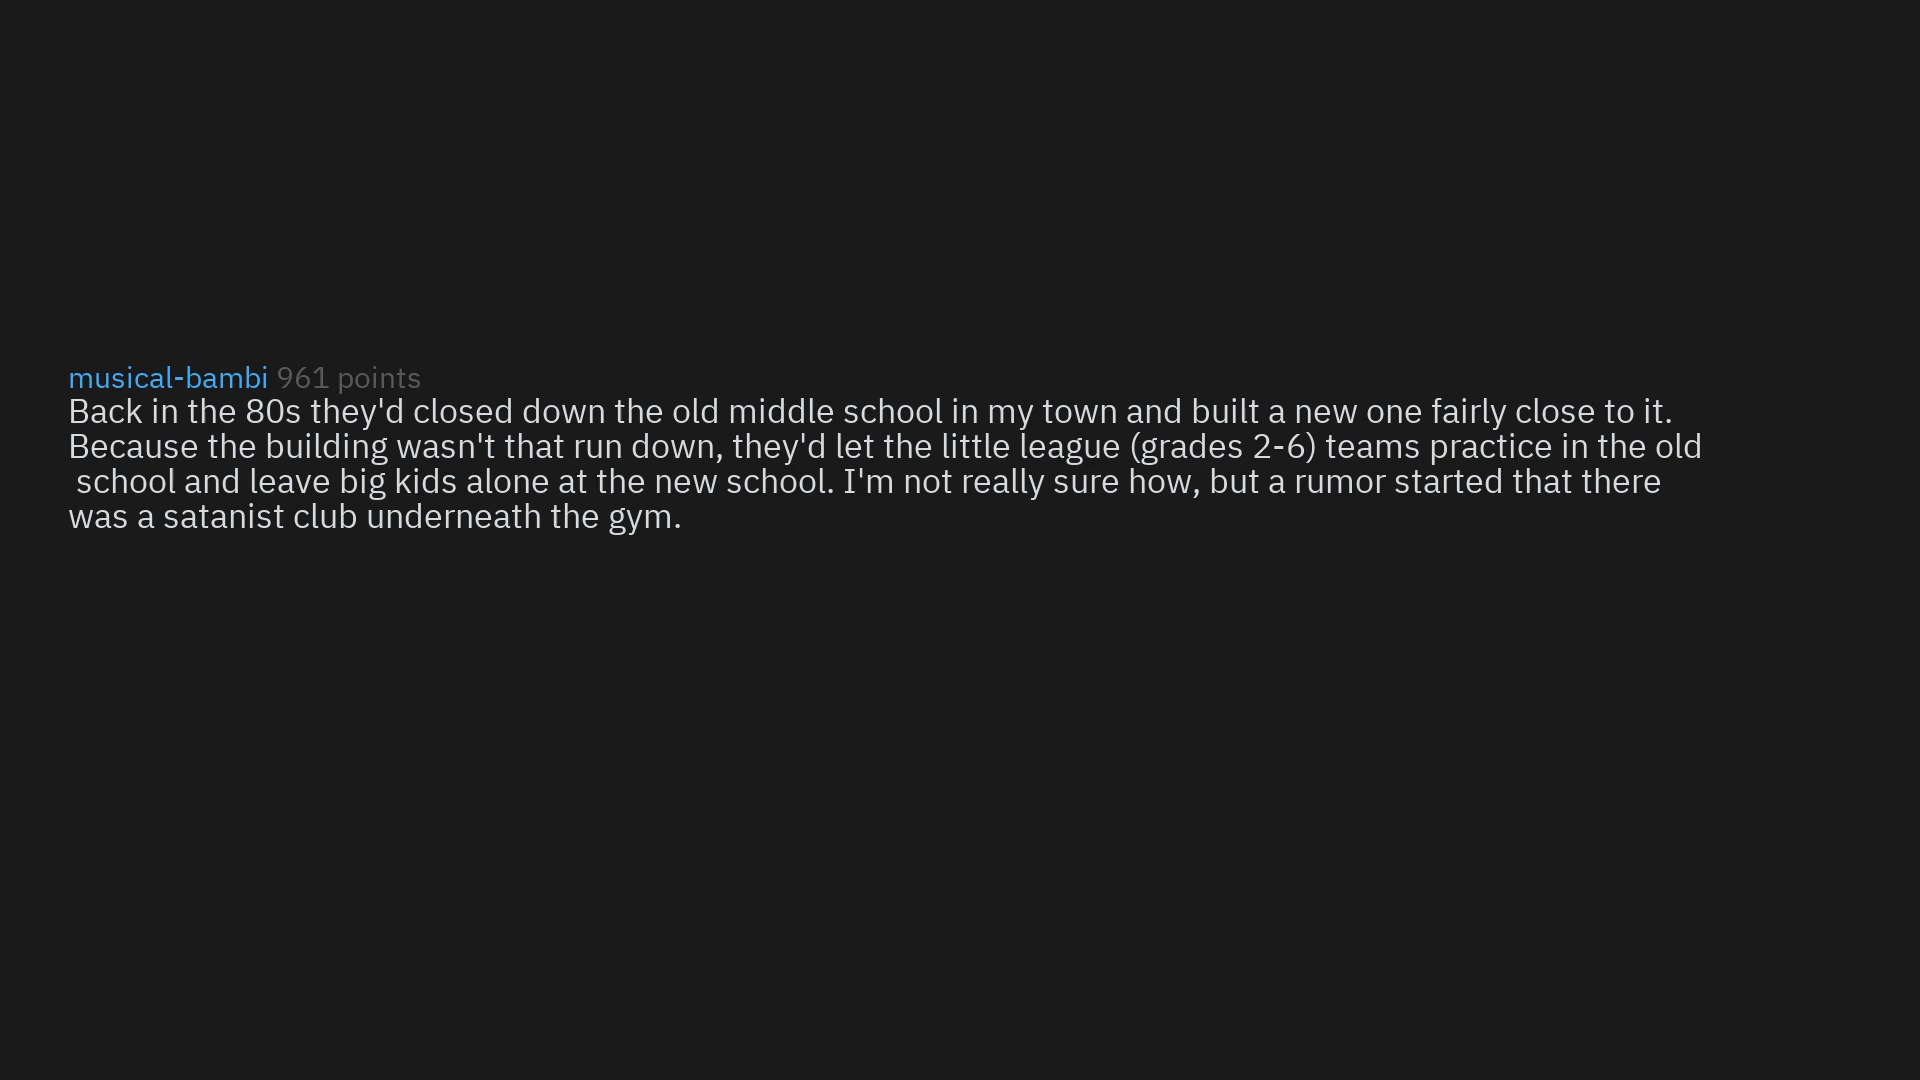 musical-bambi 961 points
Back in the 80s they'd closed down the old middle school in my town and built a new one fairly close to it.
Because the building wasn't that run down, they'd let the little league (grades 2-6) teams practice in the old
school and leave big kids alone at the new school. I'm not really sure how, but a rumor started that there
was a satanist club underneath the gym.